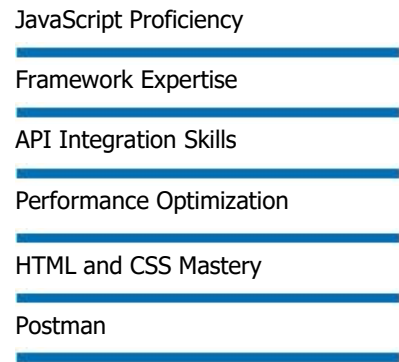 JavaScript Proficiency
Framework Expertise
API Integration Skills
Performance Optimization
HTML and CSS Mastery
Postman